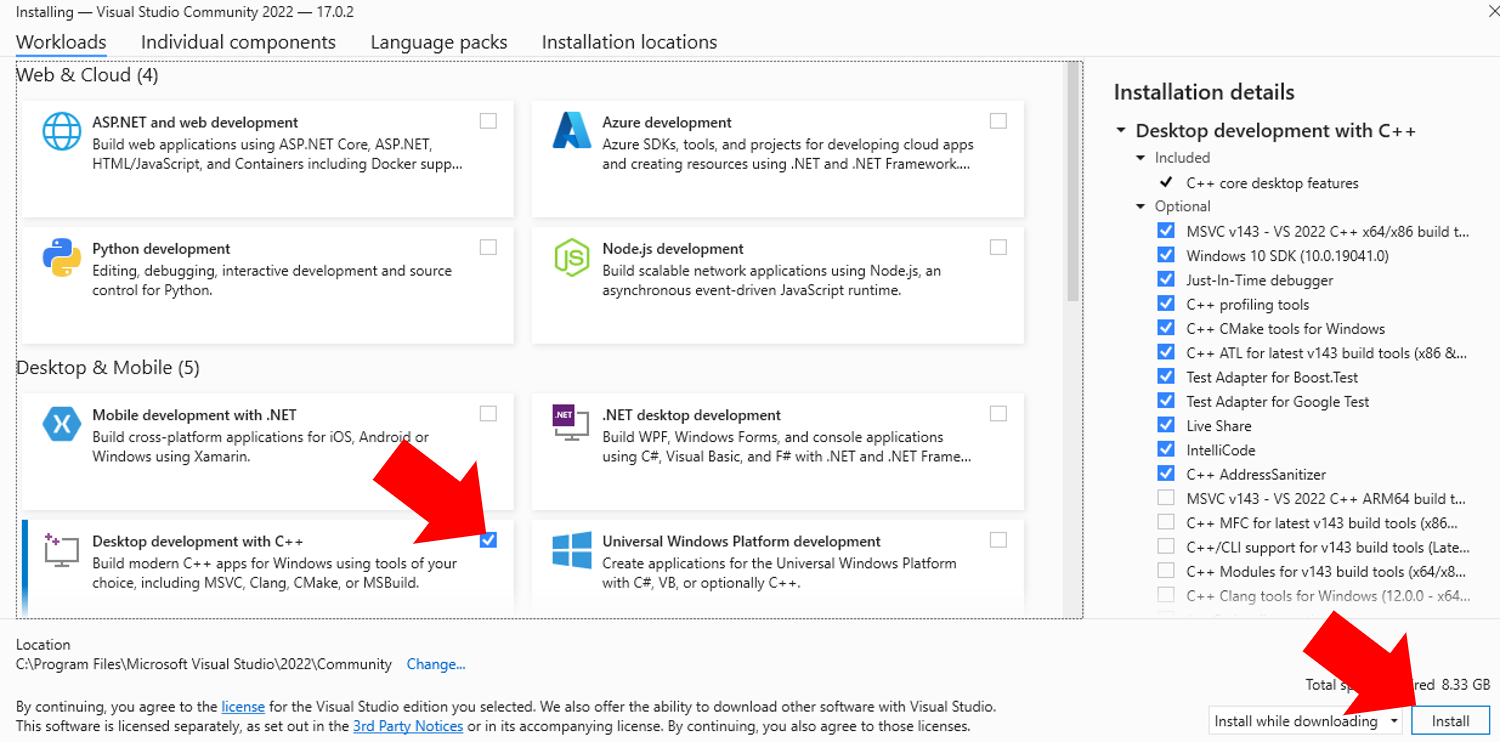 Installing — Visual Studio Community 2022 — 17.0.2
Workloads
Individual components
Language packs
Installation locations
Web & Cloud (4)
ASP.NET and web development
Build web applications using ASP.NET Core, ASP.NET,
HTML/JavaScript, and Containers including Docker supp...
Azure development
Azure SDKs, tools, and projects for developing cloud apps
and creating resources using .NET and .NET Framework....
Python development
Editing, debugging, interactive development and source
control for Python.
Node.js development
Build scalable network applications using Node.js, an
asynchronous event-driven JavaScript runtime.
JS
Desktop & Mobile (5)
Mobile development with .NET
Build cross-platform applications for iOS, Android or
Windows using Xamarin.
.NET
.NET desktop development
Build WPF, Windows Forms, and console applications
using C#, Visual Basic, and F# with .NET and .NET Frame...
Desktop development with C++
Build modern C++ apps for Windows using tools of your
choice, including MSVC, Clang, CMake, or MSBuild.
Universal Windows Platform development
Create applications for the Universal Windows Platform
with C#, VB, or optionally C++.
Installation details
Desktop development with C++
Included
C++ core desktop features
Optional
MSVC v143 - VS 2022 C++ x64/x86 build t...
Windows 10 SDK (10.0.19041.0)
Just-In-Time debugger
C++ profiling tools
C++ CMake tools for Windows
C++ ATL for latest v143 build tools (x86 &...
Test Adapter for Boost.Test
Test Adapter for Google Test
Live Share
IntelliCode
C++ AddressSanitizer
MSVC v143 - VS 2022 C++ ARM64 build t...
C++ MFC for latest v143 build tools (x86...
C++/CLI support for v143 build tools (Late...
C++ Modules for v143 build tools (x64/x8...
C++ Clang tools for Windows (12.0.0 - x64...
Location
C:\Program Files\Microsoft Visual Studio\2022\Community Change...
By continuing, you agree to the license for the Visual Studio edition you selected. We also offer the ability to download other software with Visual Studio.
This software is licensed separately, as set out in the 3rd Party Notices or in its accompanying license. By continuing, you also agree to those licenses.
Total 8.33 GB
Install while downloading
Install